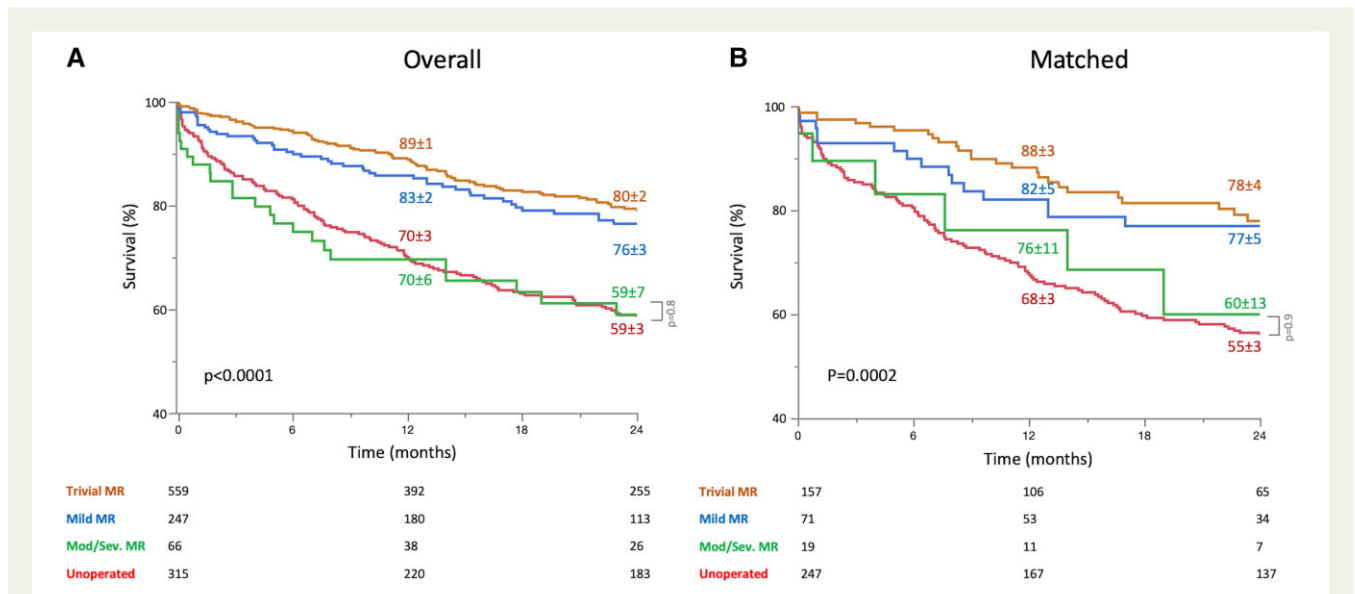 A
Overall
100
80
60
40
Survival (%)
89±1
83±2
70±3
70±6
80±2
76±3
59±7
59±3
p=0.8
p<0.0001
0 6 12 18 24
Time (months)
Trivial MR 559 392 255
Mild MR 247 180 113
Mod/Sev. MR 66 38 26
Unoperated 315 220 183
B
Matched
100
80
60
40
Survival (%)
88±3
82±5
76±11
68±3
78±4
77±5
60±13
55±3
p=0.9
P=0.0002
0 6 12 18 24
Time (months)
Trivial MR 157 106 65
Mild MR 71 53 34
Mod/Sev. MR 19 11 7
Unoperated 247 167 137